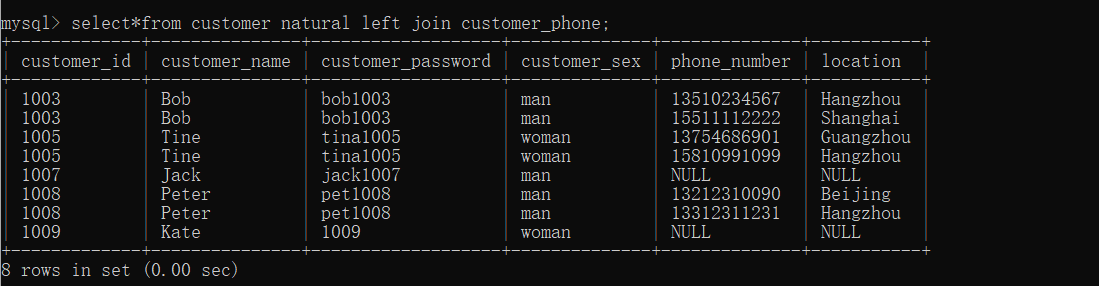 mysql> select*from customer natural left join customer_phone;
+-------------+---------------+-------------------+--------------+--------------+-----------+
| customer_id | customer_name | customer_password | customer_sex | phone_number | location  |
+-------------+---------------+-------------------+--------------+--------------+-----------+
| 1003        | Bob           | bob1003           | man          | 13510234567  | Hangzhou  |
| 1003        | Bob           | bob1003           | man          | 15511112222  | Shanghai  |
| 1005        | Tine          | tina1005          | woman        | 13754686901  | Guangzhou |
| 1005        | Tine          | tina1005          | woman        | 15810991099  | Hangzhou  |
| 1007        | Jack          | jack1007          | man          | NULL         | NULL      |
| 1008        | Peter         | pet1008           | man          | 13212310090  | Beijing   |
| 1008        | Peter         | pet1008           | man          | 13312311231  | Hangzhou  |
| 1009        | Kate          | 1009              | woman        | NULL         | NULL      |
+-------------+---------------+-------------------+--------------+--------------+-----------+
8 rows in set (0.00 sec)